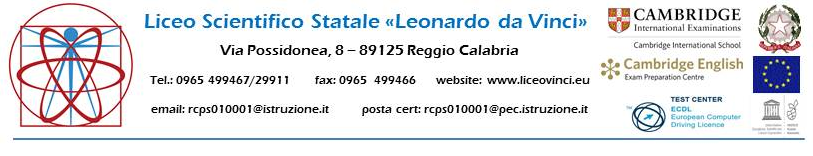 Liceo Scientifico Statale «Leonardo da Vinci»
Via Possidonea, 8 – 89125 Reggio Calabria
Tel.: 0965 499467/29911 fax: 0965 499466 website: www.liceovinci.eu
email: rcps010001@istruzione.it posta cert: rcps010001@pec.istruzione.it
CAMBRIDGE
International Examinations
Cambridge International School
Cambridge English
Exam Preparation Centre
TEST CENTER
ECDL
European Computer
Driving Licence